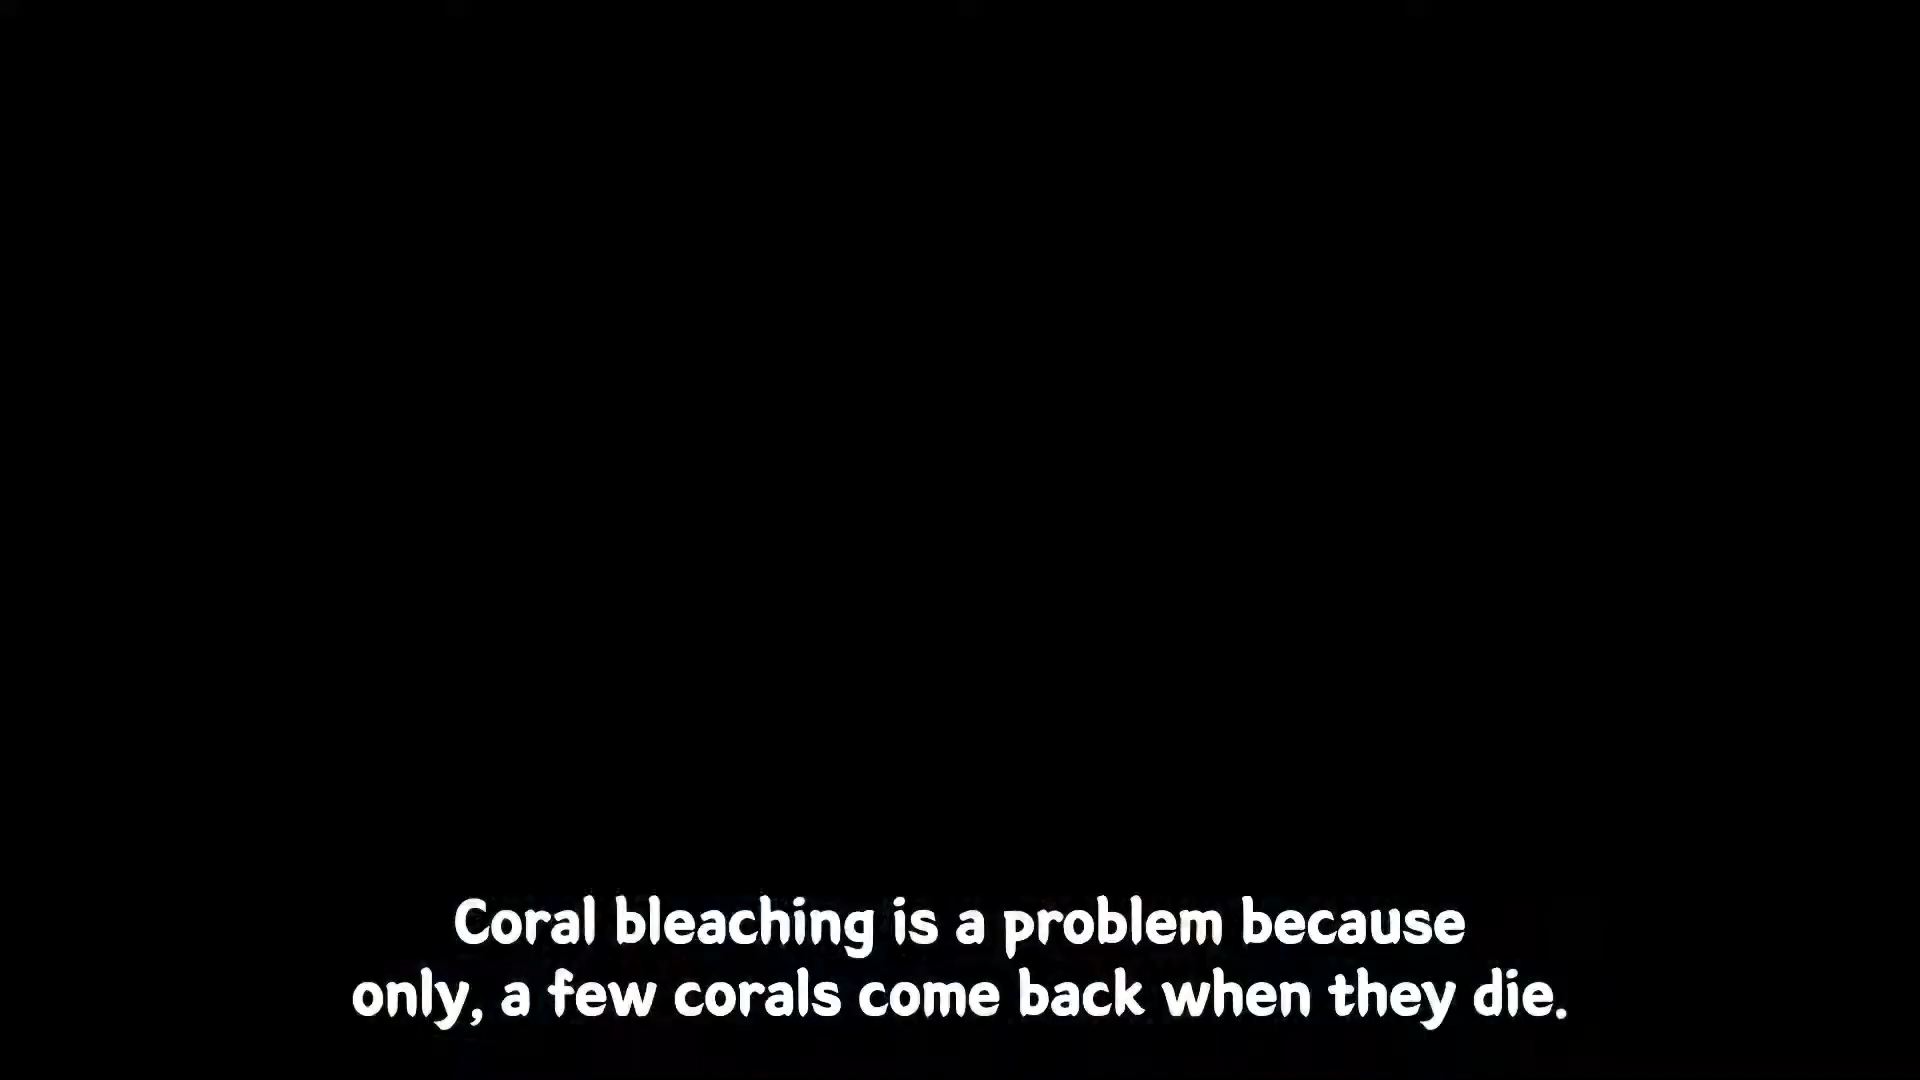 Coral bleaching is a problem because
only, a few corals come back when they die.